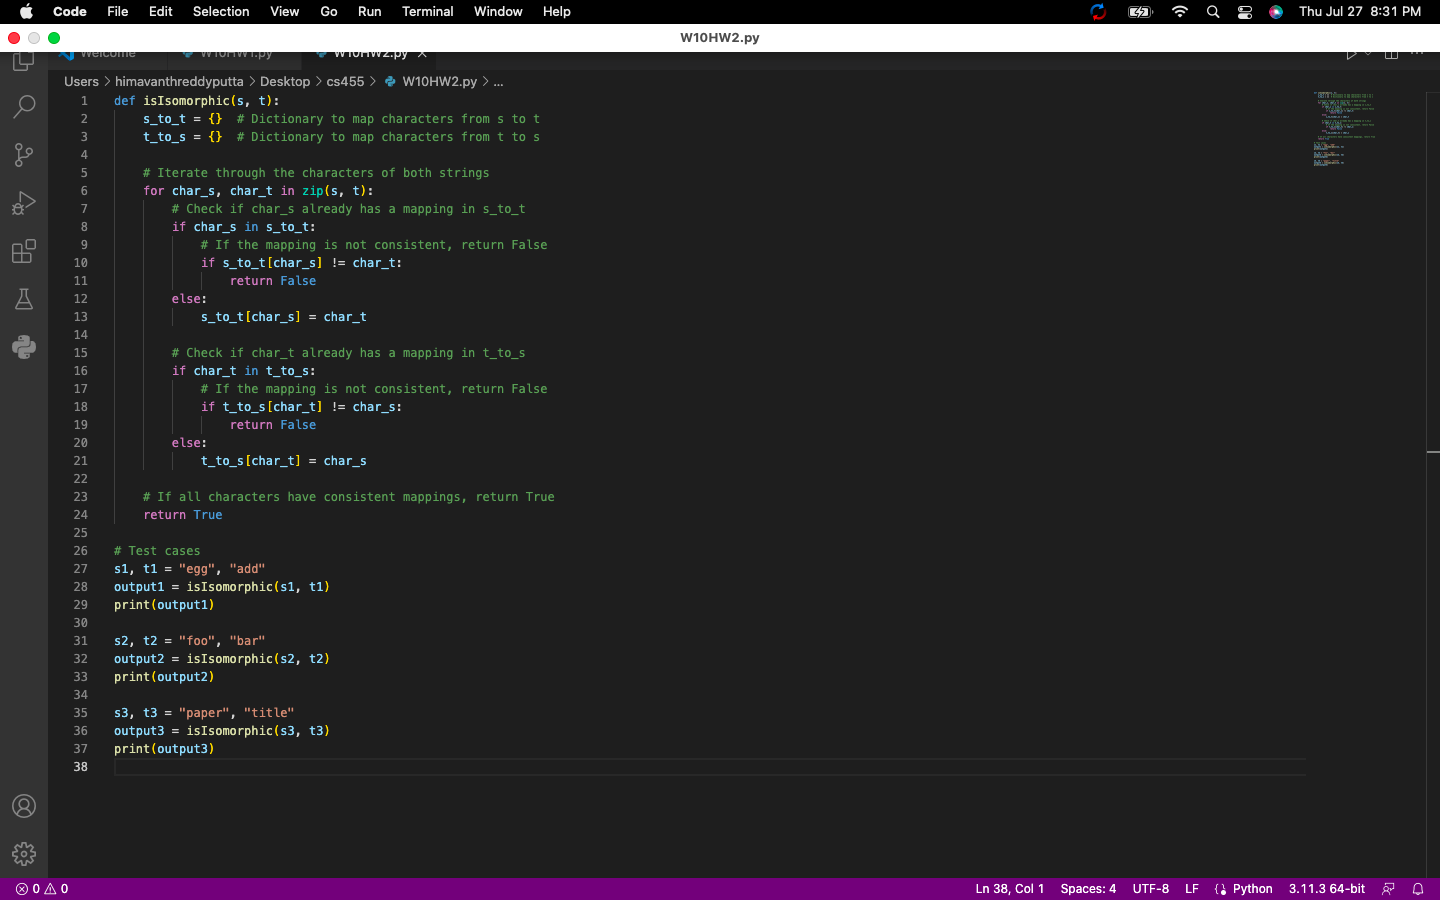 Code File Edit Selection View Go Run Terminal Window Help Thu Jul 27 8:31 PM
W10HW2.py
Welcome W10HW1.py W10HW2.py
Users > himavanthreddyputta > Desktop > cs455 > W10HW2.py > ...
1 def isIsomorphic(s, t):
2     s_to_t = {}  # Dictionary to map characters from s to t
3     t_to_s = {}  # Dictionary to map characters from t to s
4
5     # Iterate through the characters of both strings
6     for char_s, char_t in zip(s, t):
7         # Check if char_s already has a mapping in s_to_t
8         if char_s in s_to_t:
9             # If the mapping is not consistent, return False
10             if s_to_t[char_s] != char_t:
11                 return False
12         else:
13             s_to_t[char_s] = char_t
14
15         # Check if char_t already has a mapping in t_to_s
16         if char_t in t_to_s:
17             # If the mapping is not consistent, return False
18             if t_to_s[char_t] != char_s:
19                 return False
20         else:
21             t_to_s[char_t] = char_s
22
23     # If all characters have consistent mappings, return True
24     return True
25
26 # Test cases
27 s1, t1 = "egg", "add"
28 output1 = isIsomorphic(s1, t1)
29 print(output1)
30
31 s2, t2 = "foo", "bar"
32 output2 = isIsomorphic(s2, t2)
33 print(output2)
34
35 s3, t3 = "paper", "title"
36 output3 = isIsomorphic(s3, t3)
37 print(output3)
38
0 0 Ln 38, Col 1 Spaces: 4 UTF-8 LF Python 3.11.3 64-bit